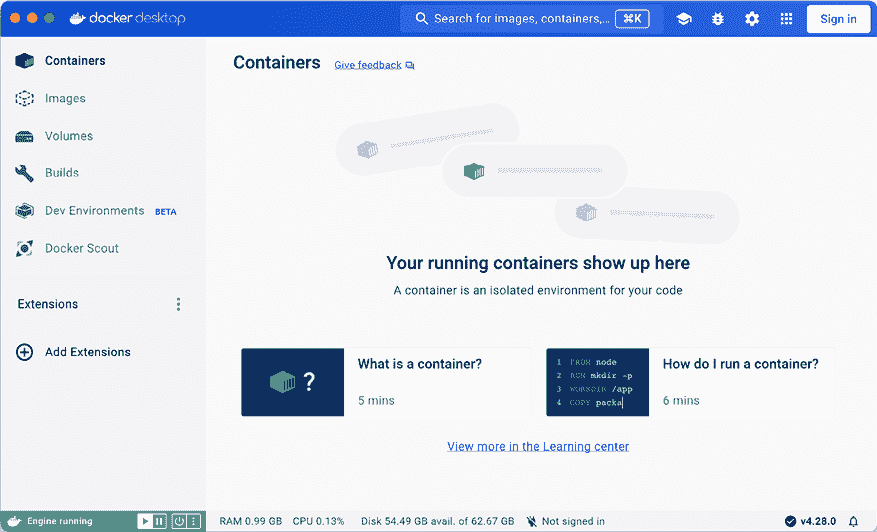 docker desktop
Search for images, containers,... ⌘K
Sign in
Containers
Images
Volumes
Builds
Dev Environments BETA
Docker Scout
Extensions
Add Extensions
Containers Give feedback
Your running containers show up here
A container is an isolated environment for your code
?
What is a container?
5 mins
1 FROM node
2 RUN mkdir -p
3 WORKDIR /app
4 COPY packa
How do I run a container?
6 mins
View more in the Learning center
Engine running
RAM 0.99 GB CPU 0.13% Disk 54.49 GB avail. of 62.67 GB Not signed in
v4.28.0